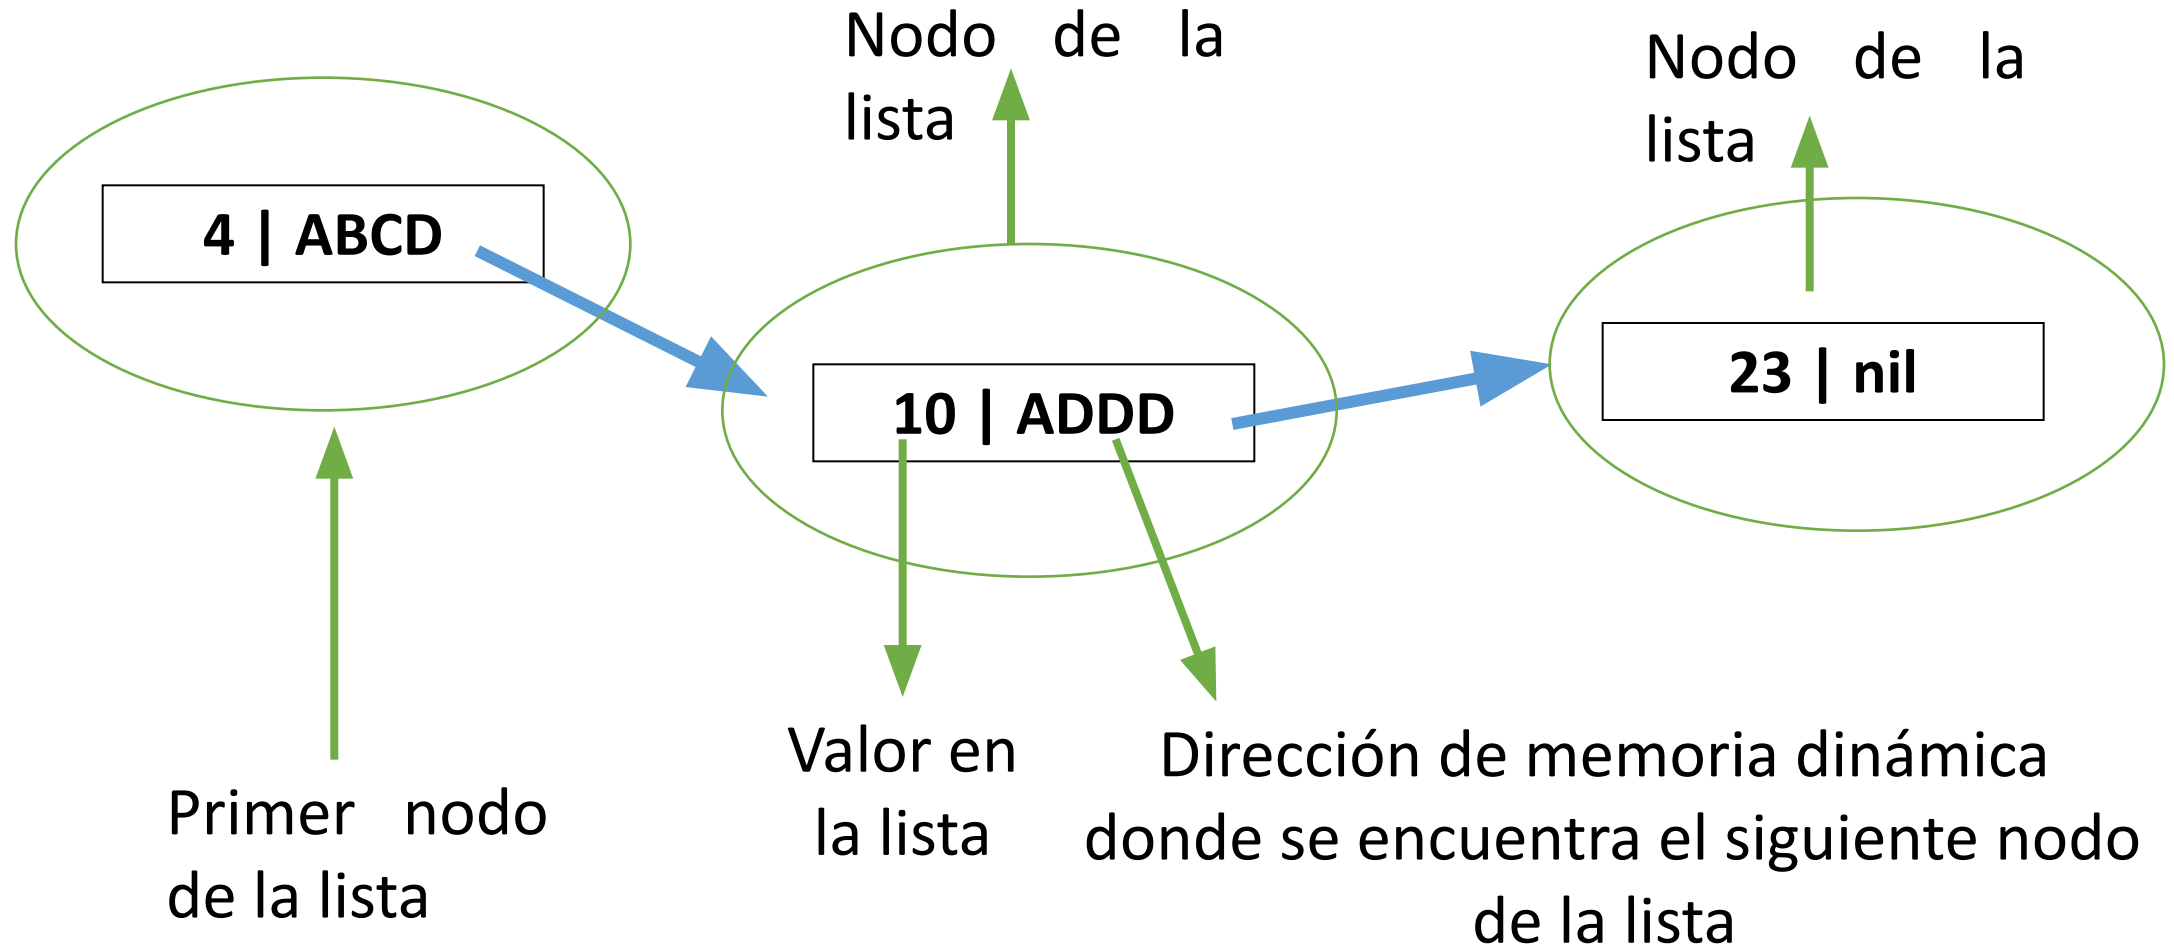 Nodo de la
lista
Nodo de la
lista
4 | ABCD
10 | ADDD
23 | nil
Primer nodo
de la lista
Valor en
la lista
Dirección de memoria dinámica
donde se encuentra el siguiente nodo
de la lista